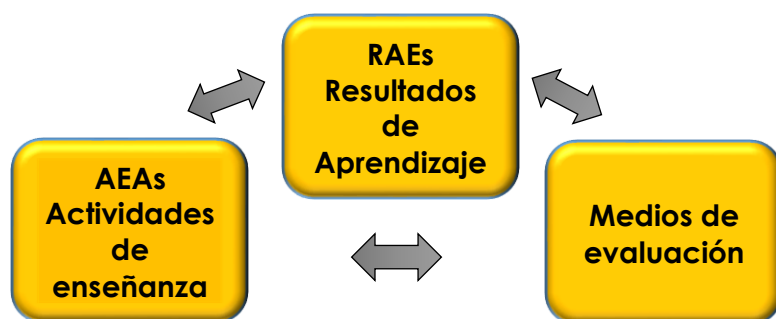 RAEs
Resultados
de
Aprendizaje
AEAs
Actividades
de
enseñanza
Medios de
evaluación